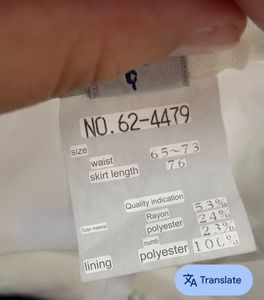 9
NO. 62-4479
size
waist 65~73
skirt length 76
Quality indication
Outer material
Rayon 53%
polyester 24%
numb 23%
lining polyester 100%
Translate